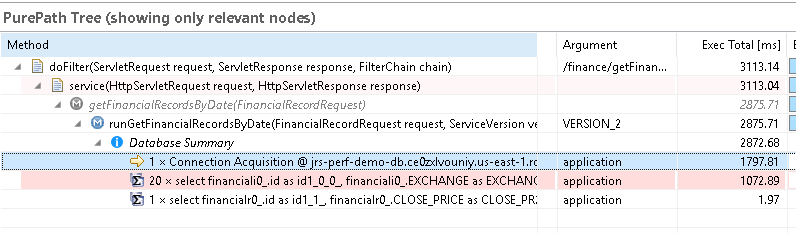 PurePath Tree (showing only relevant nodes)
Method Argument Exec Total [ms]
doFilter(ServletRequest request, ServletResponse response, FilterChain chain) /finance/getFinan... 3113.14
service(HttpServletRequest request, HttpServletResponse response) 3113.04
getFinancialRecordsByDate(FinancialRecordRequest) 2875.71
runGetFinancialRecordsByDate(FinancialRecordRequest request, ServiceVersion ve VERSION_2 2875.71
Database Summary 2872.68
1 × Connection Acquisition @ jrs-perf-demo-db.ce0zxlvouniy.us-east-1.rc application 1797.81
20 × select financiali0_.id as id1_0_0_, financiali0_.EXCHANGE as EXCHANG application 1072.89
1 × select financialr0_.id as id1_1_, financialr0_.CLOSE_PRICE as CLOSE_PRI application 1.97